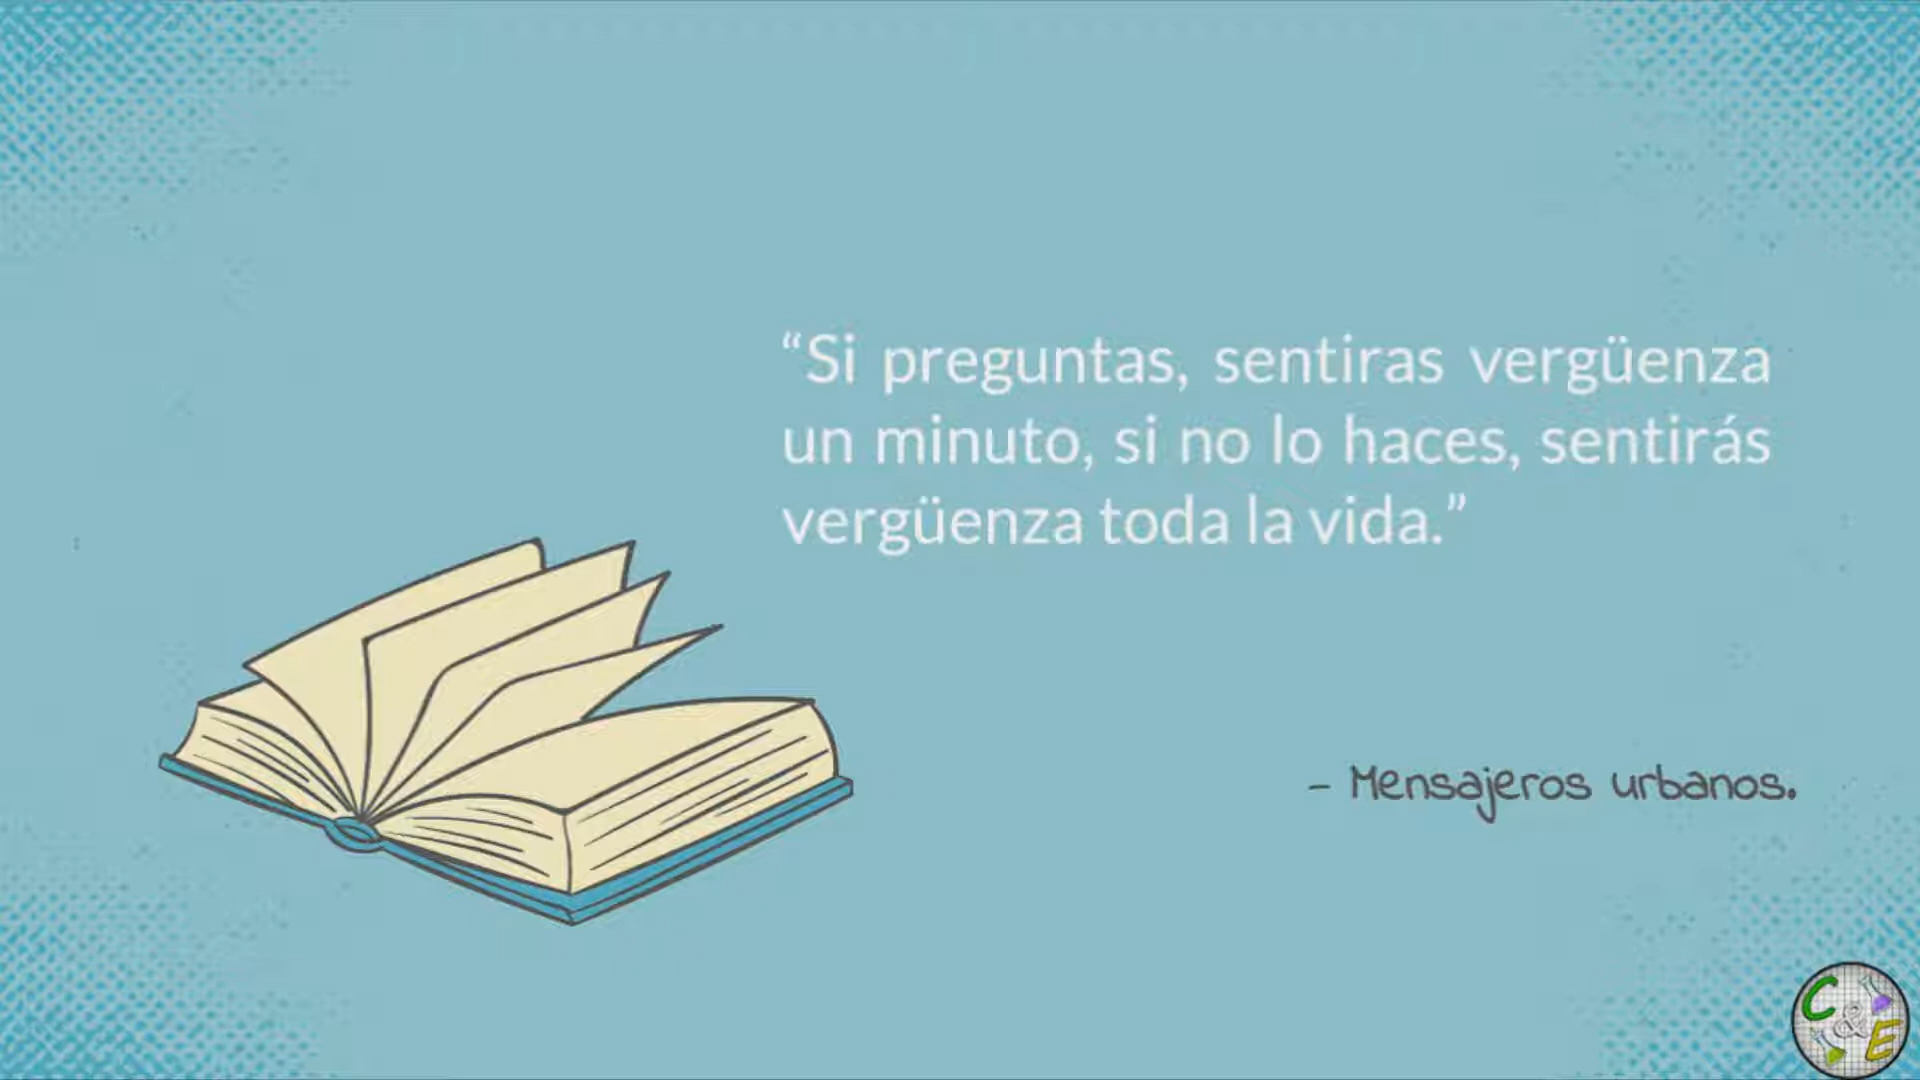 “Si preguntas, sentiras vergüenza
un minuto, si no lo haces, sentirás
vergüenza toda la vida.”
- Mensajeros urbanos.
C & E